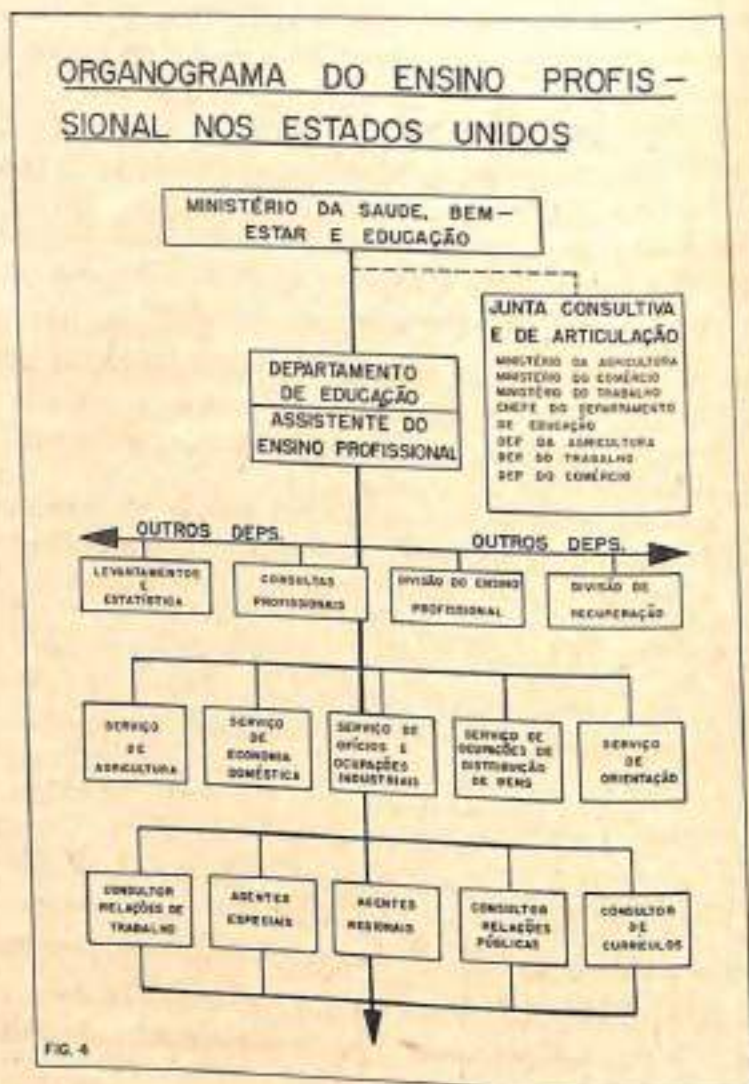 ORGANOGRAMA DO ENSINO PROFIS -
SIONAL NOS ESTADOS UNIDOS
MINISTÉRIO DA SAUDE, BEM-
ESTAR E EDUCAÇÃO
JUNTA CONSULTIVA
E DE ARTICULAÇÃO
MINISTÉRIO DA AGRICULTURA
MINISTÉRIO DO COMÉRCIO
MINISTÉRIO DO TRABALHO
CHEFE DO DEPARTAMENTO
DE EDUCAÇÃO
DEP DA AGRICULTURA
DEP DO TRABALHO
DEP DO COMÉRCIO
DEPARTAMENTO
DE EDUCAÇÃO
ASSISTENTE DO
ENSINO PROFISSIONAL
OUTROS DEPS.
OUTROS DEPS.
LEVANTAMENTOS
E
ESTATÍSTICA
CONSULTAS
PROFISSIONAIS
DIVISÃO DO ENSINO
PROFISSIONAL
DIVISÃO DE
RECUPERAÇÃO
SERVIÇO
DE
AGRICULTURA
SERVIÇO
DE
ECONOMIA
DOMÉSTICA
SERVIÇO DE
OFÍCIOS E
OCUPAÇÕES
INDUSTRIAIS
SERVIÇO DE
OCUPAÇÕES DE
DISTRIBUIÇÃO
DE BENS
SERVIÇO
DE
ORIENTAÇÃO
CONSULTOR
RELAÇÕES DE
TRABALHO
AGENTES
ESPECIAIS
AGENTES
REGIONAIS
CONSULTOR
RELAÇÕES
PÚBLICAS
CONSULTOR
DE
CURRÍCULOS
FIG. 4